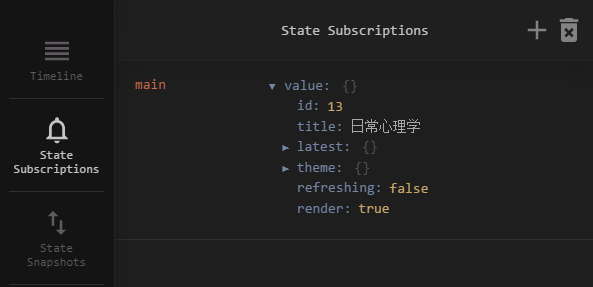 State Subscriptions
Timeline
State
Subscriptions
State
Snapshots
main
▼ value: {}
id: 13
title: 日常心理学
▶ latest: {}
▶ theme: {}
refreshing: false
render: true